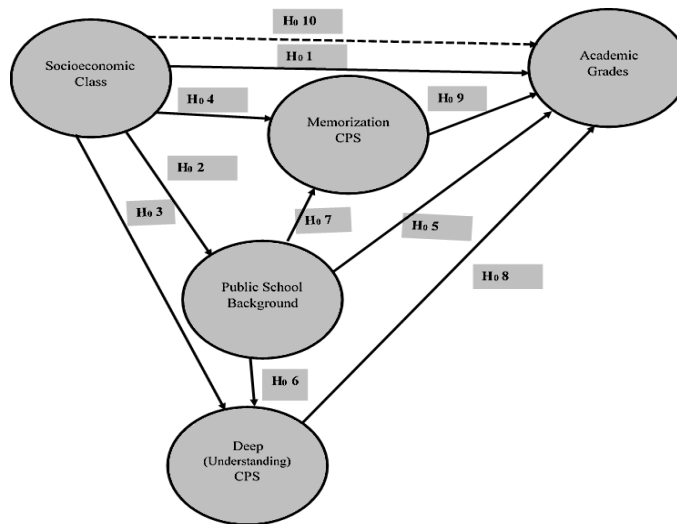 H₀ 10
Socioeconomic
Class
H₀ 1
Academic
Grades
H₀ 4
H₀ 9
Memorization
CPS
H₀ 2
H₀ 3
H₀ 7
H₀ 5
Public School
Background
H₀ 8
H₀ 6
Deep
(Understanding)
CPS